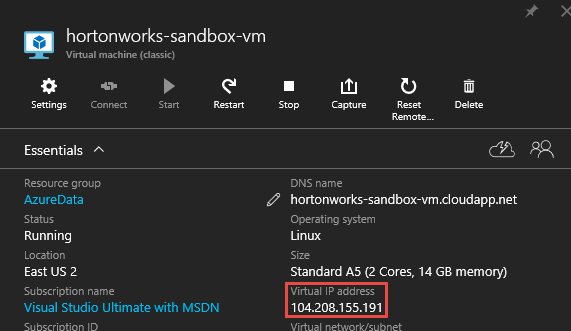 hortonworks-sandbox-vm
Virtual machine (classic)
Settings
Connect
Start
Restart
Stop
Capture
Reset
Remote...
Delete
Essentials
Resource group
AzureData
Status
Running
Location
East US 2
Subscription name
Visual Studio Ultimate with MSDN
Subscription ID
DNS name
hortonworks-sandbox-vm.cloudapp.net
Operating system
Linux
Size
Standard A5 (2 Cores, 14 GB memory)
Virtual IP address
104.208.155.191
Virtual network/subnet